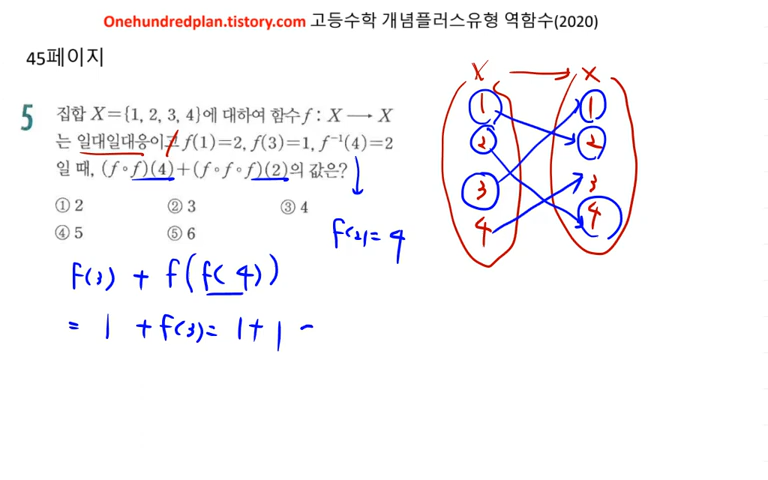 Onehundredplan.tistory.com 고등수학 개념플러스유형 역함수(2020)
45페이지
5 집합 X={1, 2, 3, 4}에 대하여 함수 f : X ⟶ X
는 일대일대응이고 f(1)=2, f(3)=1, f⁻¹(4)=2
일 때, (f∘f)(4)+(f∘f∘f)(2)의 값은?
① 2 ② 3 ③ 4
④ 5 ⑤ 6
f(2)=4
f(3) + f(f(4))
= 1 + f(3) = 1+1 =
X → X
1 1
2 2
3 3
4 4